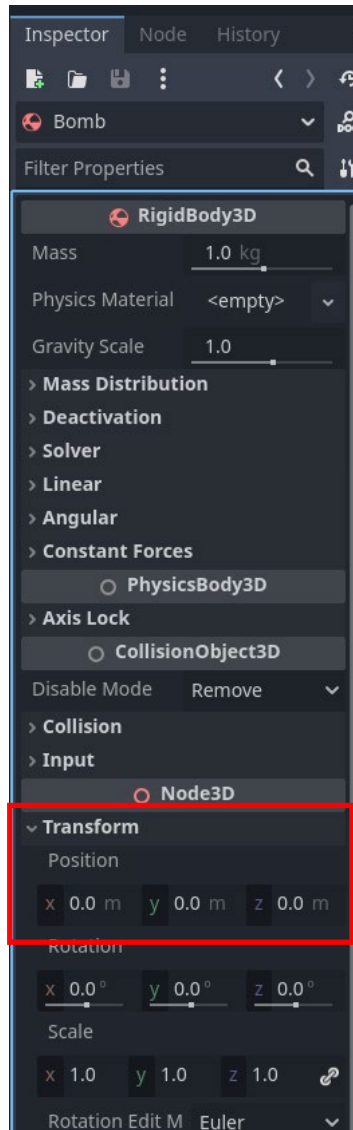 Inspector Node History
Bomb
Filter Properties
RigidBody3D
Mass 1.0 kg
Physics Material <empty>
Gravity Scale 1.0
Mass Distribution
Deactivation
Solver
Linear
Angular
Constant Forces
PhysicsBody3D
Axis Lock
CollisionObject3D
Disable Mode Remove
Collision
Input
Node3D
Transform
Position
x 0.0 m y 0.0 m z 0.0 m
Rotation
x 0.0° y 0.0° z 0.0°
Scale
x 1.0 y 1.0 z 1.0
Rotation Edit M Euler